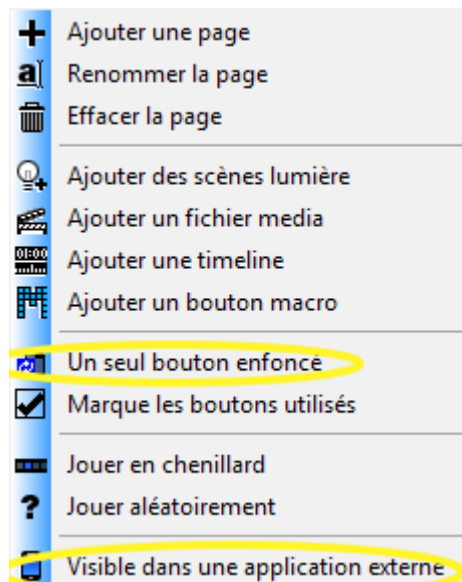 Ajouter une page
Renommer la page
Effacer la page
Ajouter des scènes lumière
Ajouter un fichier media
Ajouter une timeline
Ajouter un bouton macro
Un seul bouton enfoncé
Marque les boutons utilisés
Jouer en chenillard
Jouer aléatoirement
Visible dans une application externe